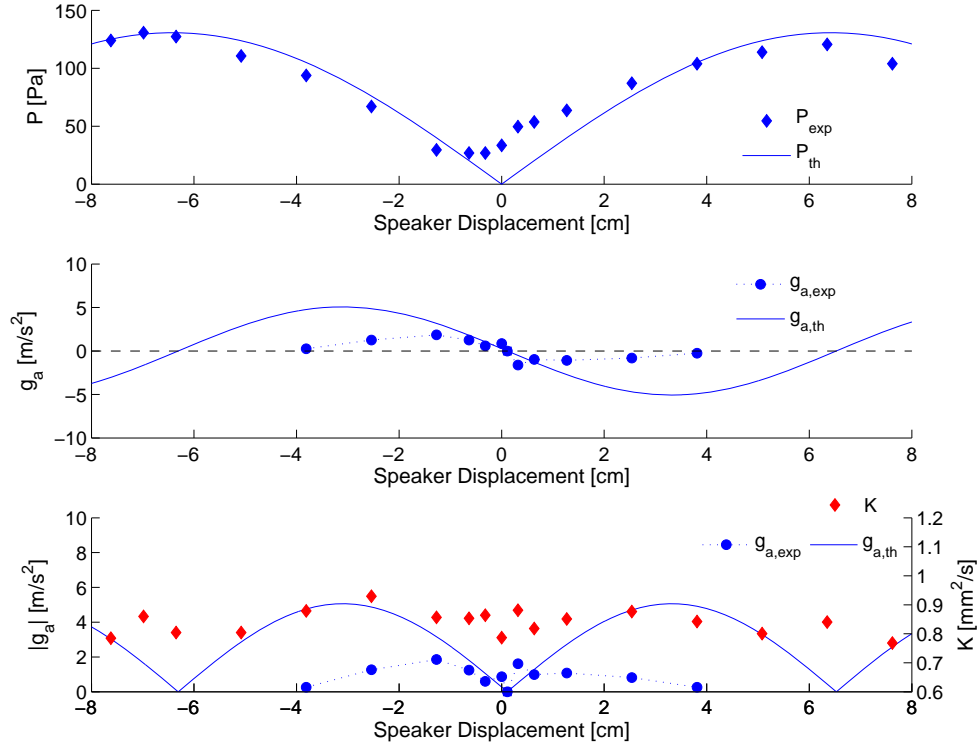 150
100
50
0
P [Pa]
P_exp
P_th
−8 −6 −4 −2 0 2 4 6 8
Speaker Displacement [cm]
10
5
0
−5
−10
g_a [m/s^2]
g_a,exp
g_a,th
−8 −6 −4 −2 0 2 4 6 8
Speaker Displacement [cm]
K
g_a,exp g_a,th
10
8
6
4
2
0
|g_a| [m/s^2]
1.2
1.1
1
0.9
0.8
0.7
0.6
K [mm^2/s]
−8 −6 −4 −2 0 2 4 6 8
Speaker Displacement [cm]